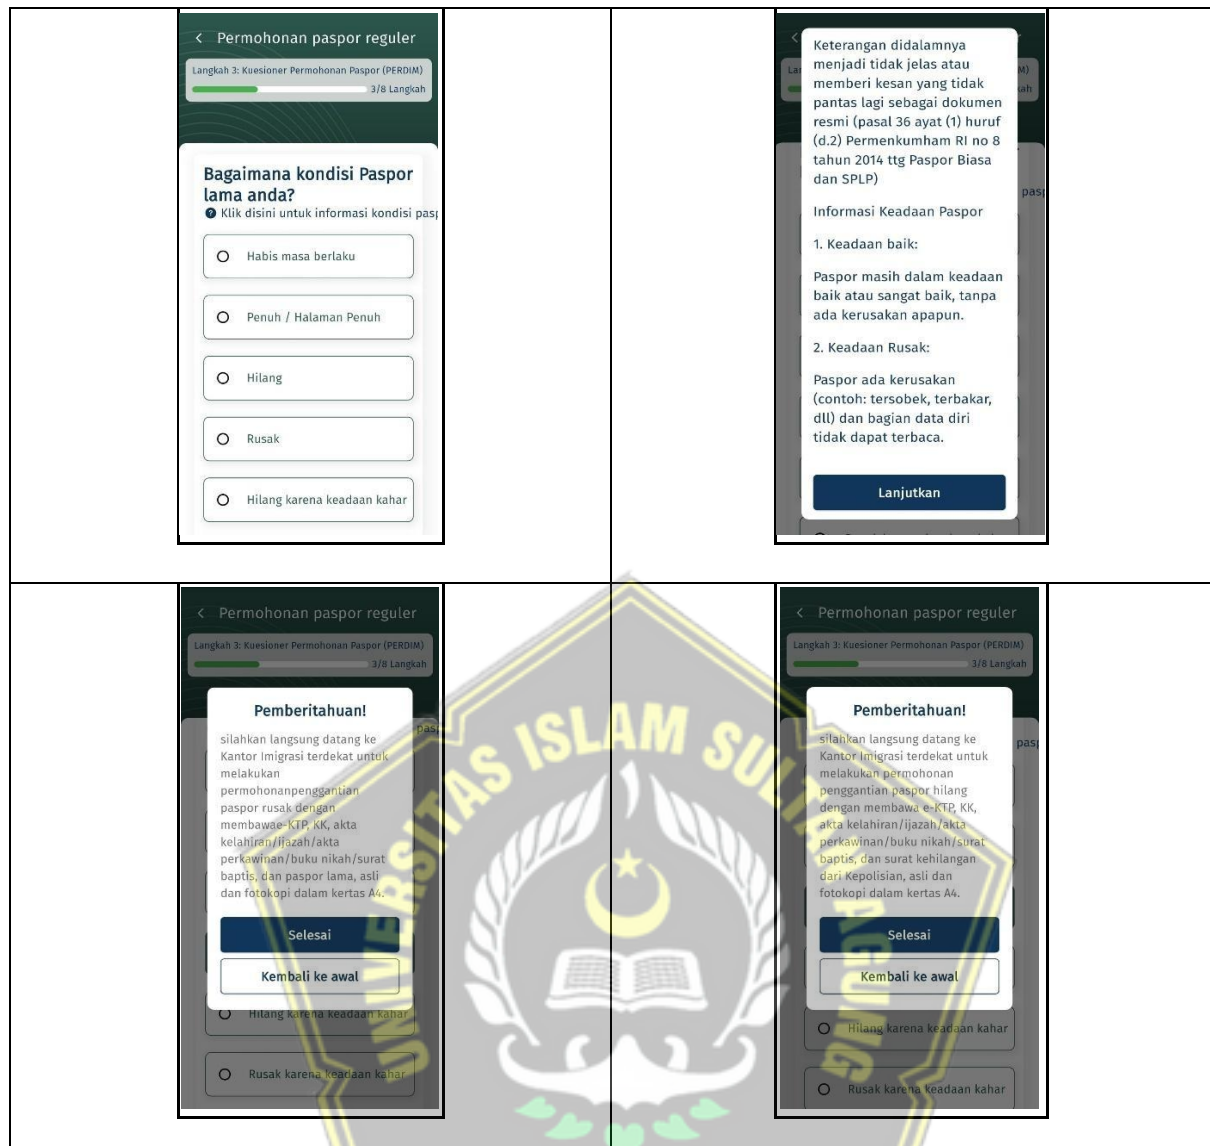 Permohonan paspor reguler
Langkah 3: Kuesioner Permohonan Paspor (PERDIM)
3/8 Langkah
Bagaimana kondisi Paspor
lama anda?
Klik disini untuk informasi kondisi pasp
Habis masa berlaku
Penuh / Halaman Penuh
Hilang
Rusak
Hilang karena keadaan kahar
Keterangan didalamnya
menjadi tidak jelas atau
memberi kesan yang tidak
pantas lagi sebagai dokumen
resmi (pasal 36 ayat (1) huruf
(d.2) Permenkumham RI no 8
tahun 2014 ttg Paspor Biasa
dan SPLP)
Informasi Keadaan Paspor
1. Keadaan baik:
Paspor masih dalam keadaan
baik atau sangat baik, tanpa
ada kerusakan apapun.
2. Keadaan Rusak:
Paspor ada kerusakan
(contoh: tersobek, terbakar,
dll) dan bagian data diri
tidak dapat terbaca.
Lanjutkan
Permohonan paspor reguler
Langkah 3: Kuesioner Permohonan Paspor (PERDIM)
3/8 Langkah
Pemberitahuan!
silahkan langsung datang ke
Kantor Imigrasi terdekat untuk
melakukan
permohonanpenggantian
paspor rusak dengan
membawae-KTP, KK, akta
kelahiran/ijazah/akta
perkawinan/buku nikah/surat
baptis, dan paspor lama, asli
dan fotokopi dalam kertas A4.
Selesai
Kembali ke awal
Hilang karena keadaan kahar
Rusak karena keadaan kahar
Permohonan paspor reguler
Langkah 3: Kuesioner Permohonan Paspor (PERDIM)
3/8 Langkah
Pemberitahuan!
silahkan langsung datang ke
Kantor Imigrasi terdekat untuk
melakukan permohonan
penggantian paspor hilang
dengan membawa e-KTP, KK,
akta kelahiran/ijazah/akta
perkawinan/buku nikah/surat
baptis, dan surat kehilangan
dari Kepolisian, asli dan
fotokopi dalam kertas A4.
Selesai
Kembali ke awal
Hilang karena keadaan kahar
Rusak karena keadaan kahar
UNIVERSITAS ISLAM SULTAN AGUNG